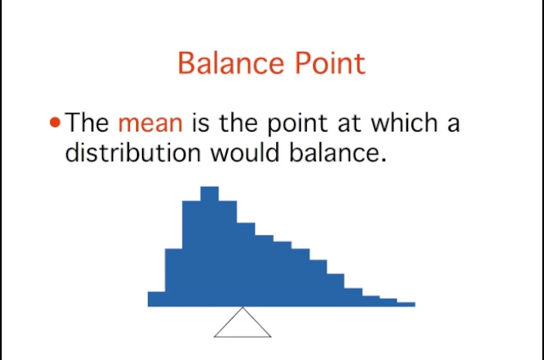 Balance Point
•The mean is the point at which a
distribution would balance.